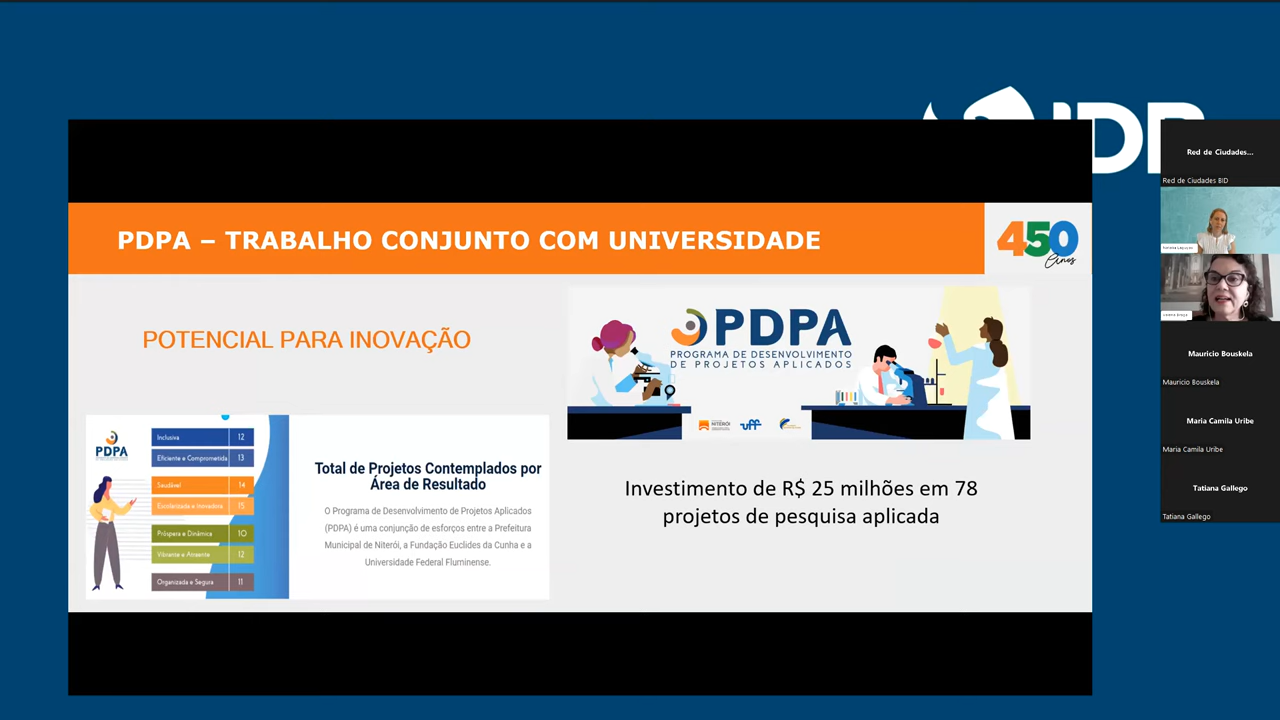 IDB
PDPA – TRABALHO CONJUNTO COM UNIVERSIDADE
450
Anos
POTENCIAL PARA INOVAÇÃO
PDPA
PROGRAMA DE DESENVOLVIMENTO
DE PROJETOS APLICADOS
NITERÓI
uff
PDPA
Inclusiva 12
Eficiente e Comprometida 13
Saudável 14
Escolarizada e Inovadora 15
Próspera e Dinâmica 10
Vibrante e Atraente 12
Organizada e Segura 11
Total de Projetos Contemplados por
Área de Resultado
O Programa de Desenvolvimento de Projetos Aplicados
(PDPA) é uma conjunção de esforços entre a Prefeitura
Municipal de Niterói, a Fundação Euclides da Cunha e a
Universidade Federal Fluminense.
Investimento de R$ 25 milhões em 78
projetos de pesquisa aplicada
Red de Ciudades...
Red de Ciudades BID
Mauricio Bouskela
Mauricio Bouskela
Maria Camila Uribe
Maria Camila Uribe
Tatiana Gallego
Tatiana Gallego